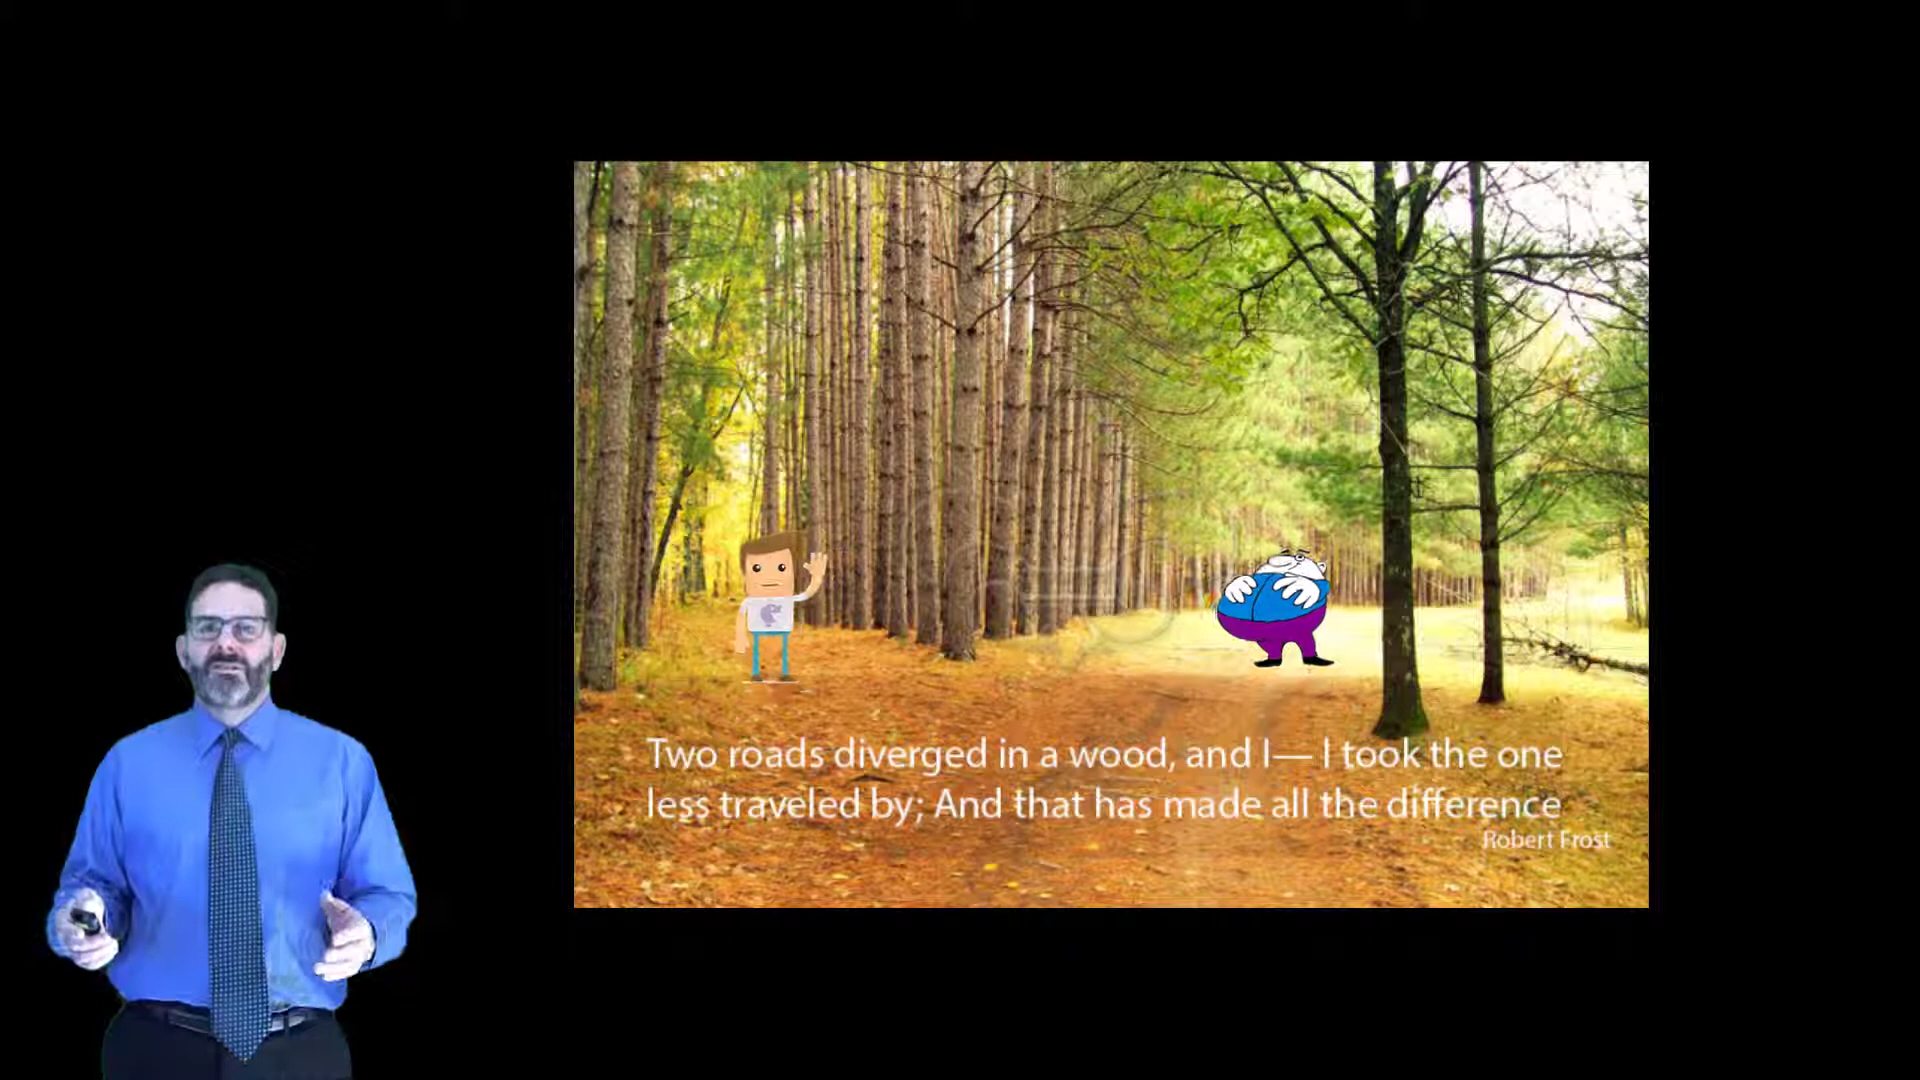 Two roads diverged in a wood, and I— I took the one
less traveled by; And that has made all the difference
Robert Frost